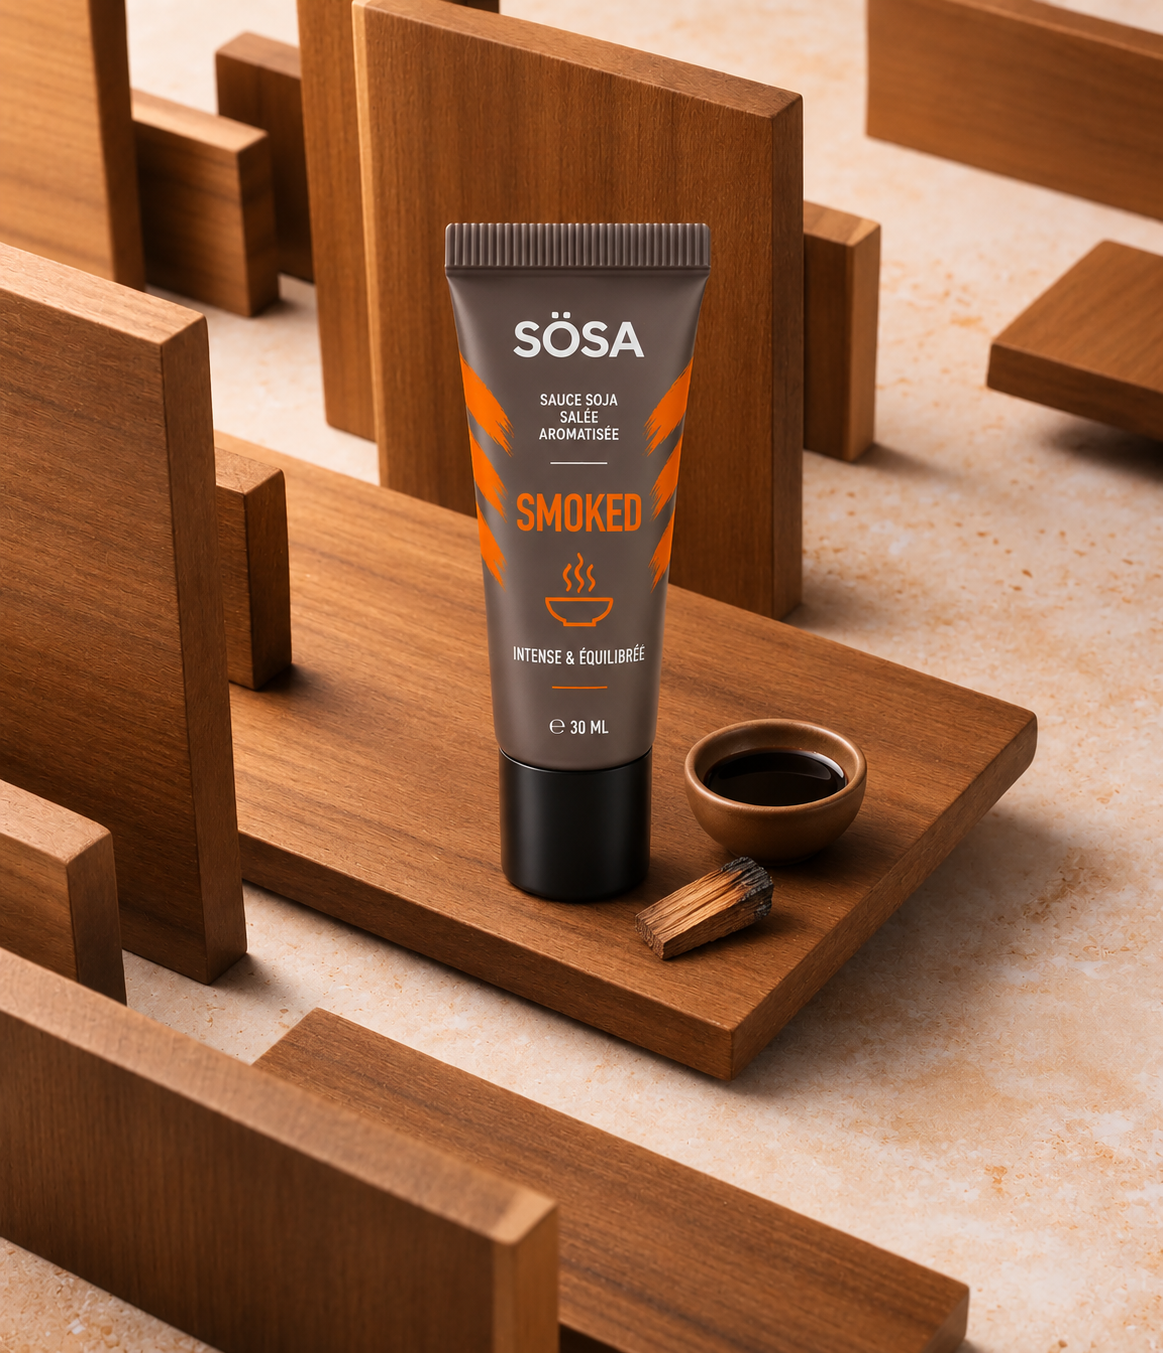 SÖSA
SAUCE SOJA
SALÉE
AROMATISÉE
SMOKED
INTENSE & ÉQUILIBRÉE
℮ 30 ML